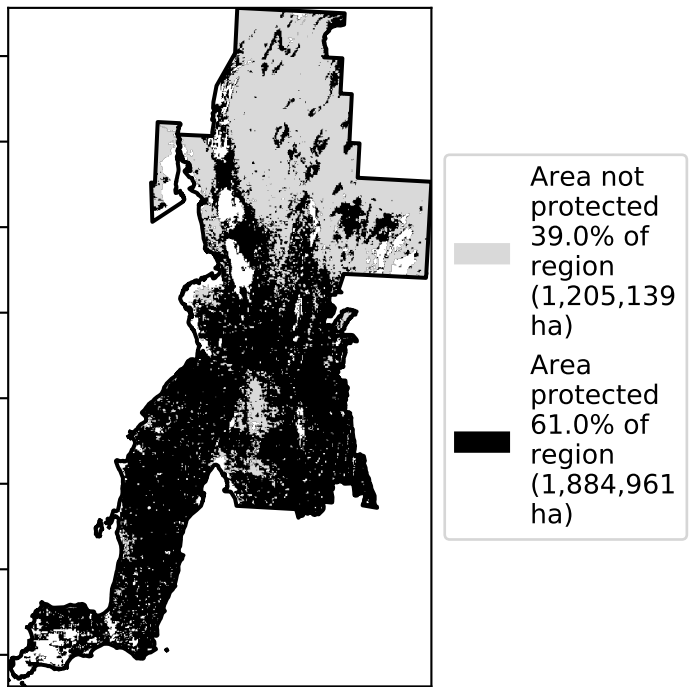 Area not
protected
39.0% of
region
(1,205,139
ha)
Area
protected
61.0% of
region
(1,884,961
ha)